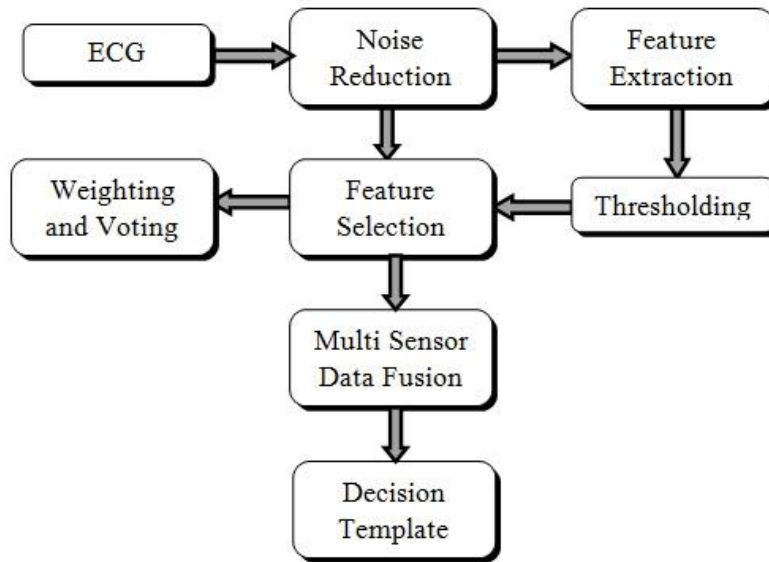 ECG
Noise
Reduction
Feature
Extraction
Weighting
and Voting
Feature
Selection
Thresholding
Multi Sensor
Data Fusion
Decision
Template